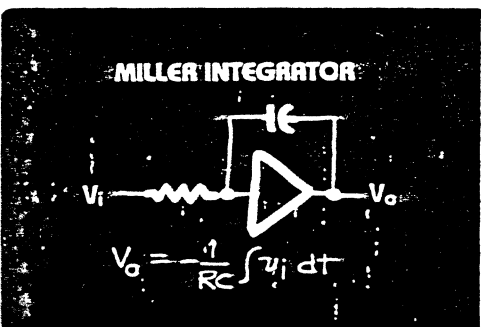 MILLER INTEGRATOR
Vi
Vo
Vo = -1/RC ∫ vi dt